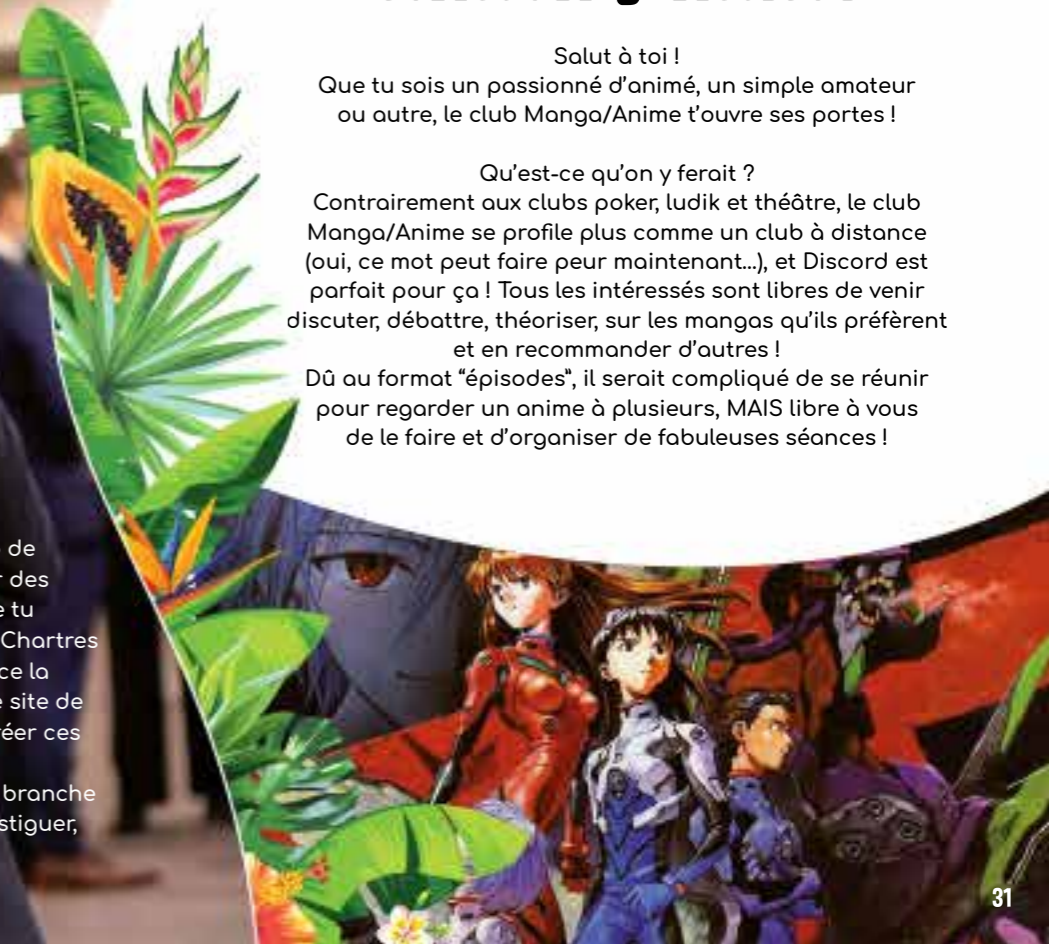 Salut à toi !
Que tu sois un passionné d'animé, un simple amateur
ou autre, le club Manga/Anime t'ouvre ses portes !
Qu'est-ce qu'on y ferait ?
Contrairement aux clubs poker, ludik et théâtre, le club
Manga/Anime se profile plus comme un club à distance
(oui, ce mot peut faire peur maintenant...), et Discord est
parfait pour ça ! Tous les intéressés sont libres de venir
discuter, débattre, théoriser, sur les mangas qu'ils préfèrent
et en recommander d'autres !
Dû au format “épisodes”, il serait compliqué de se réunir
pour regarder un anime à plusieurs, MAIS libre à vous
de le faire et d'organiser de fabuleuses séances !
de
des
tu
Chartres
la
site de
ces
branche
31